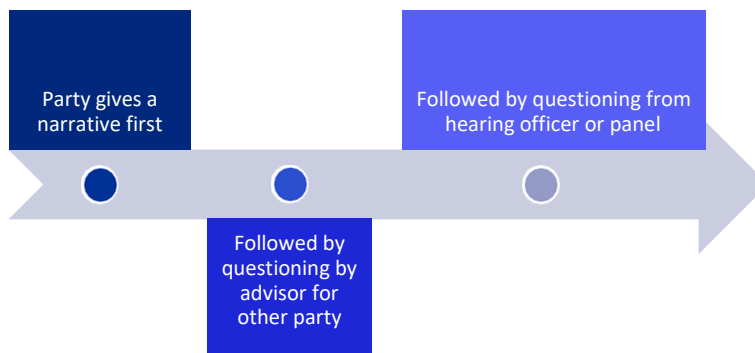 Party gives a
narrative first
Followed by
questioning by
advisor for
other party
Followed by questioning from
hearing officer or panel